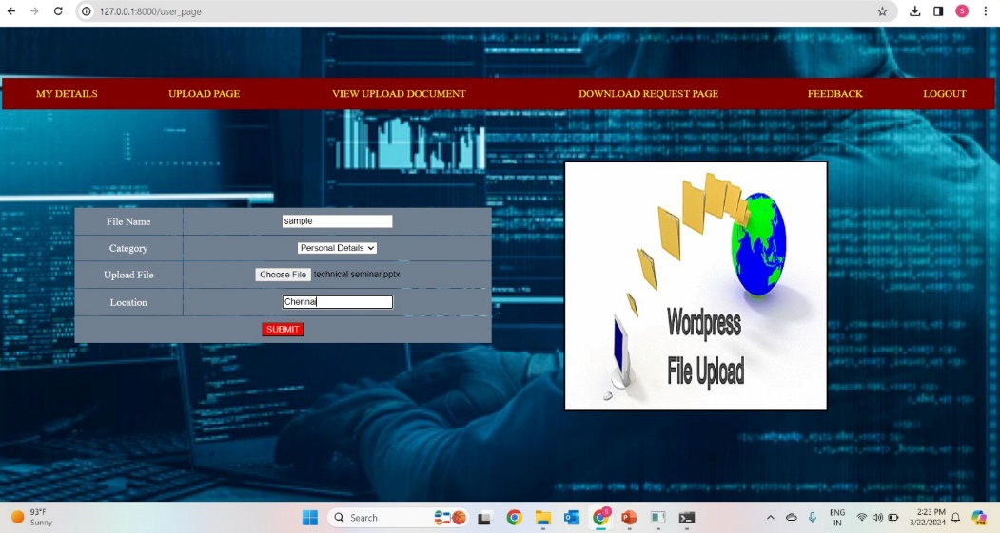 127.0.0.1:8000/user_page
S
MY DETAILS UPLOAD PAGE VIEW UPLOAD DOCUMENT DOWNLOAD REQUEST PAGE FEEDBACK LOGOUT
File Name sample
Category Personal Details
Upload File Choose File technical seminar.pptx
Location Chennai
SUBMIT
Wordpress
File Upload
93°F
Sunny
Search
ENG
IN
2:23 PM
3/22/2024